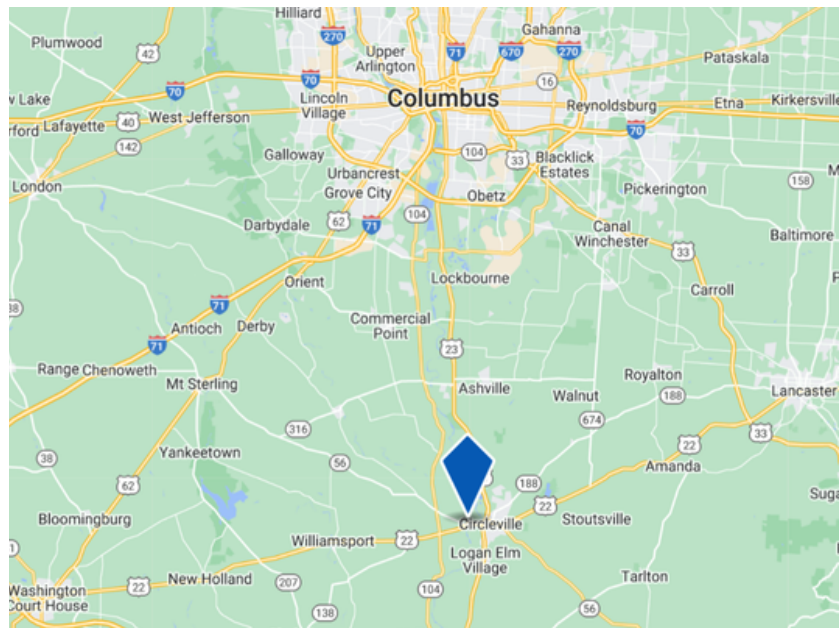 Hilliard
Gahanna
270
71
670
270
Plumwood
42
Upper
Arlington
Pataskala
16
70
70
Lincoln
Village
Columbus
Reynoldsburg
Etna
Kirkersville
Lafayette
40
West Jefferson
70
142
Galloway
104
33
Blacklick
Estates
Urbancrest
Grove City
London
Obetz
Pickerington
158
62
71
104
Darbydale
Canal
Winchester
Baltimore
33
Lockbourne
Orient
Carroll
71
Commercial
Point
Antioch
Derby
71
23
Range
Chenoweth
Mt Sterling
Ashville
Walnut
Royalton
188
Lancaster
674
316
33
22
Yankeetown
56
38
Amanda
188
62
22
Bloomingburg
Circleville
Stoutsville
Williamsport
22
Logan Elm
Village
New Holland
207
104
Tarlton
22
Washington
Court House
138
56